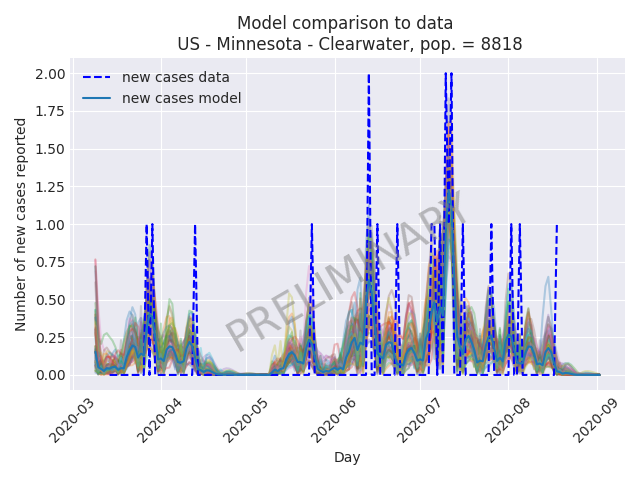 Model comparison to data
US - Minnesota - Clearwater, pop. = 8818
new cases data
new cases model
Number of new cases reported
2.00
1.75
1.50
1.25
1.00
0.75
0.50
0.25
0.00
PRELIMINARY
2020-03
2020-04
2020-05
2020-06
2020-07
2020-08
2020-09
Day